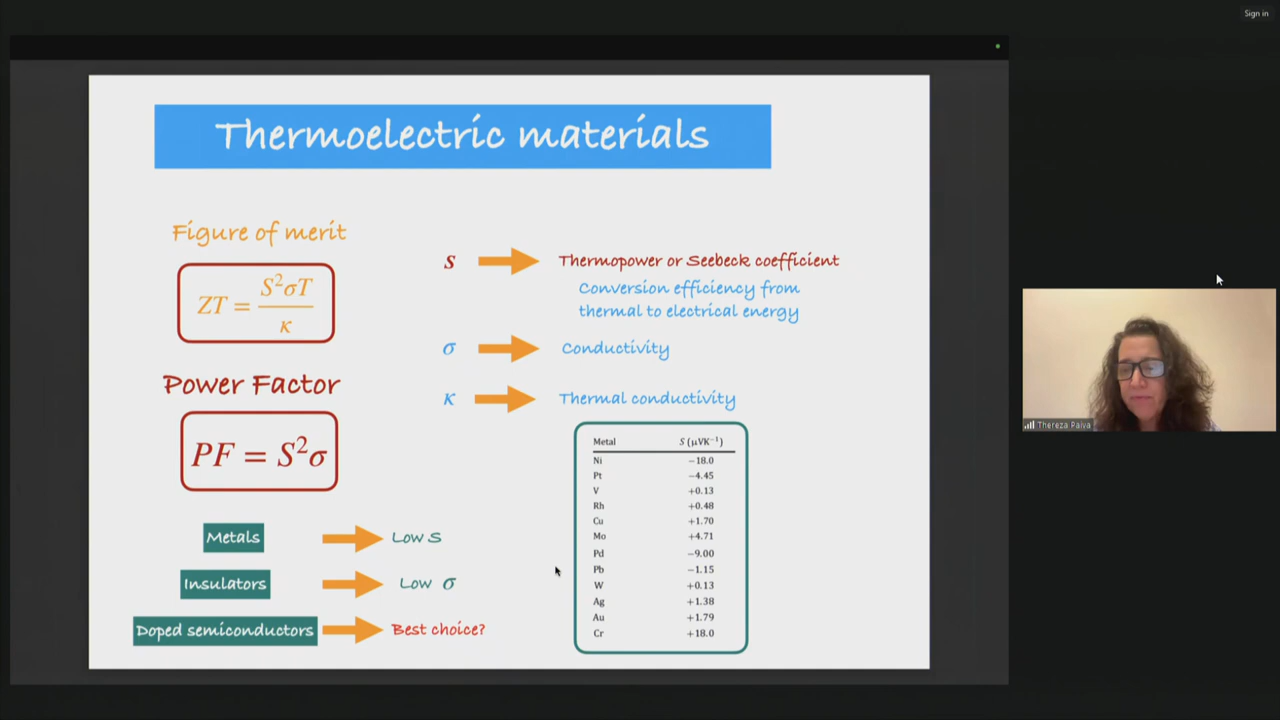 Sign in
Thermoelectric materials
Figure of merit
ZT = S²σT / κ
Power Factor
PF = S²σ
S Thermopower or Seebeck coefficient
Conversion efficiency from
thermal to electrical energy
σ Conductivity
κ Thermal conductivity
Metals Low S
Insulators Low σ
Doped semiconductors Best choice?
Metal S (μVK⁻¹)
Ni −18.0
Pt −4.45
V +0.13
Rh +0.48
Cu +1.70
Mo +4.71
Pd −9.00
Pb −1.15
W +0.13
Ag +1.38
Au +1.79
Cr +18.0
Thereza Paiva